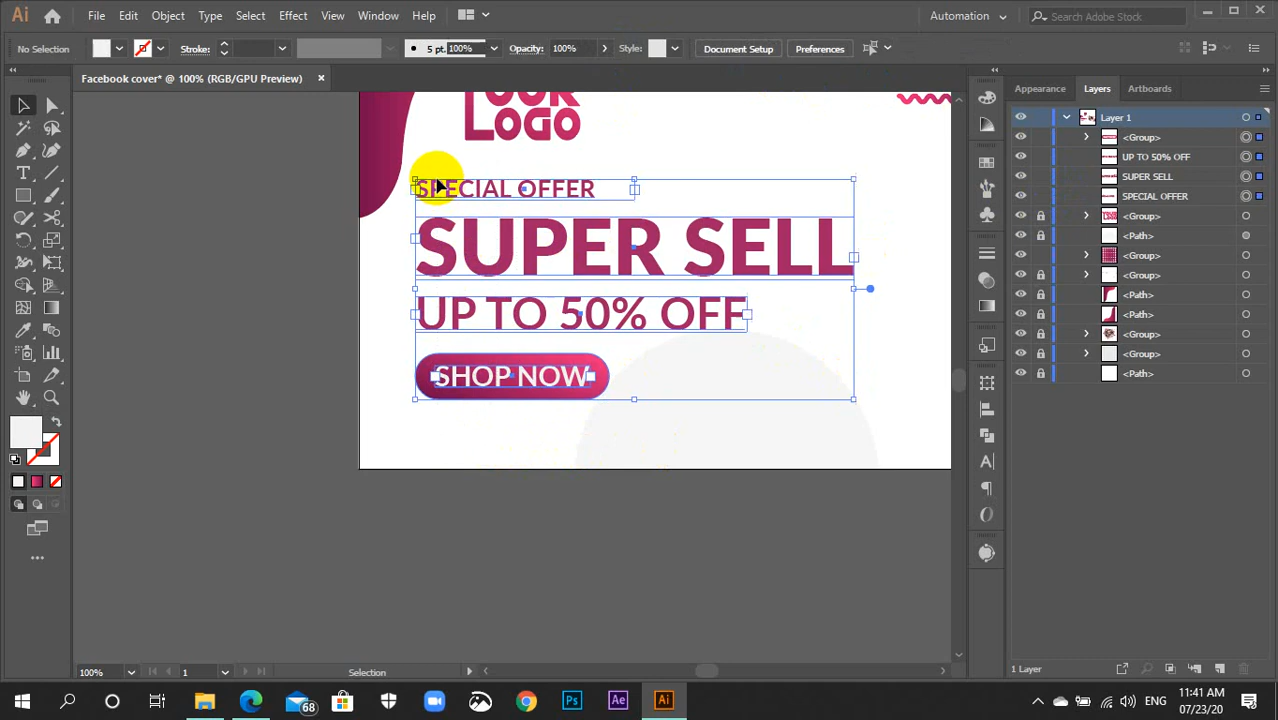 Ai File Edit Object Type Select Effect View Window Help Automation Search Adobe Stock
No Selection Stroke: 5 pt. 100% Opacity: 100% Style: Document Setup Preferences
Facebook cover* @ 100% (RGB/GPU Preview) ×
Appearance Layers Artboards
Layer 1
<Group>
UP TO 50% OFF
SUPER SELL
SPECIAL OFFER
<Group>
<Path>
<Group>
<Group>
<Path>
<Path>
<Group>
<Group>
<Path>
LOGO
SPECIAL OFFER
SUPER SELL
UP TO 50% OFF
SHOP NOW
100% 1 Selection
1 Layer
68 Ps Ae Ai ENG
11:41 AM
07/23/20